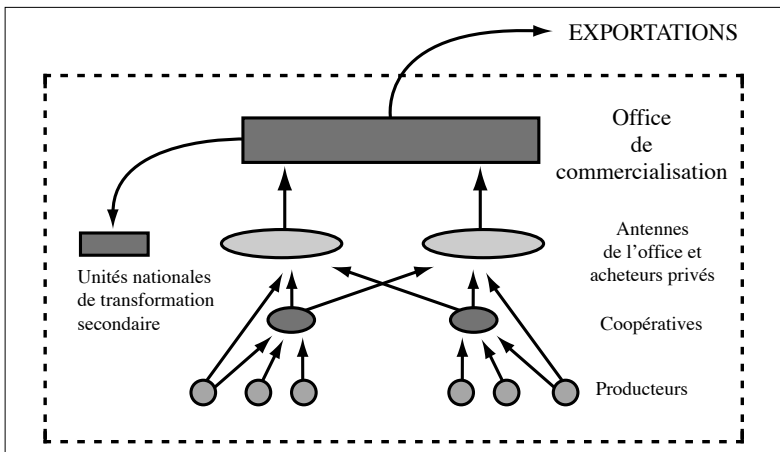 EXPORTATIONS
Office
de
commercialisation
Antennes
de l’office et
acheteurs privés
Unités nationales
de transformation
secondaire
Coopératives
Producteurs